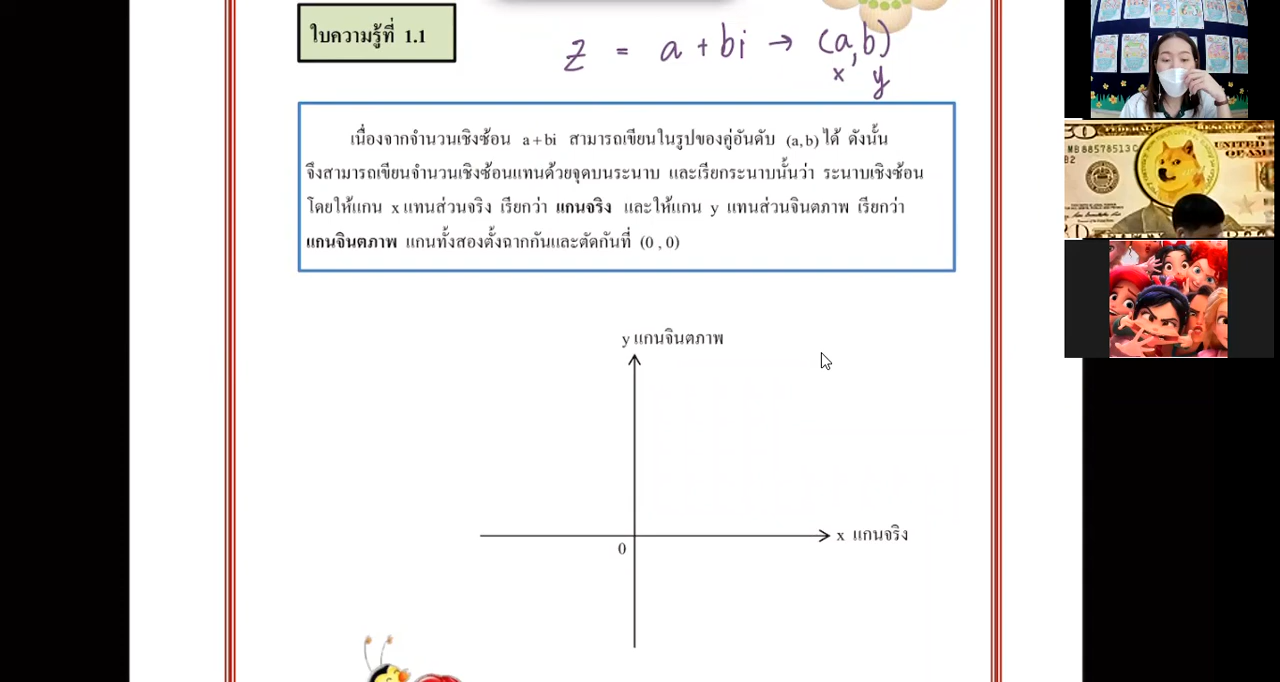 ใบความรู้ที่ 1.1
z = a + bi → (a, b)
x y
เนื่องจากจำนวนเชิงซ้อน a + bi สามารถเขียนในรูปของคู่อันดับ (a, b) ได้ ดังนั้น
จึงสามารถเขียนจำนวนเชิงซ้อนแทนด้วยจุดบนระนาบ และเรียกระนาบนั้นว่า ระนาบเชิงซ้อน
โดยให้แกน x แทนส่วนจริง เรียกว่า แกนจริง และให้แกน y แทนส่วนจินตภาพ เรียกว่า
แกนจินตภาพ แกนทั้งสองตั้งฉากกันและตัดกันที่ (0 , 0)
y แกนจินตภาพ
x แกนจริง
0
MB 88578513 C
B2
UNITED
OF AM